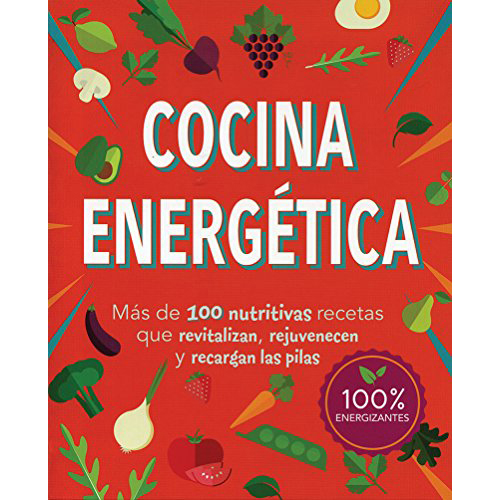 COCINA
ENERGÉTICA
Más de 100 nutritivas recetas
que revitalizan, rejuvenecen
y recargan las pilas
100%
ENERGIZANTES